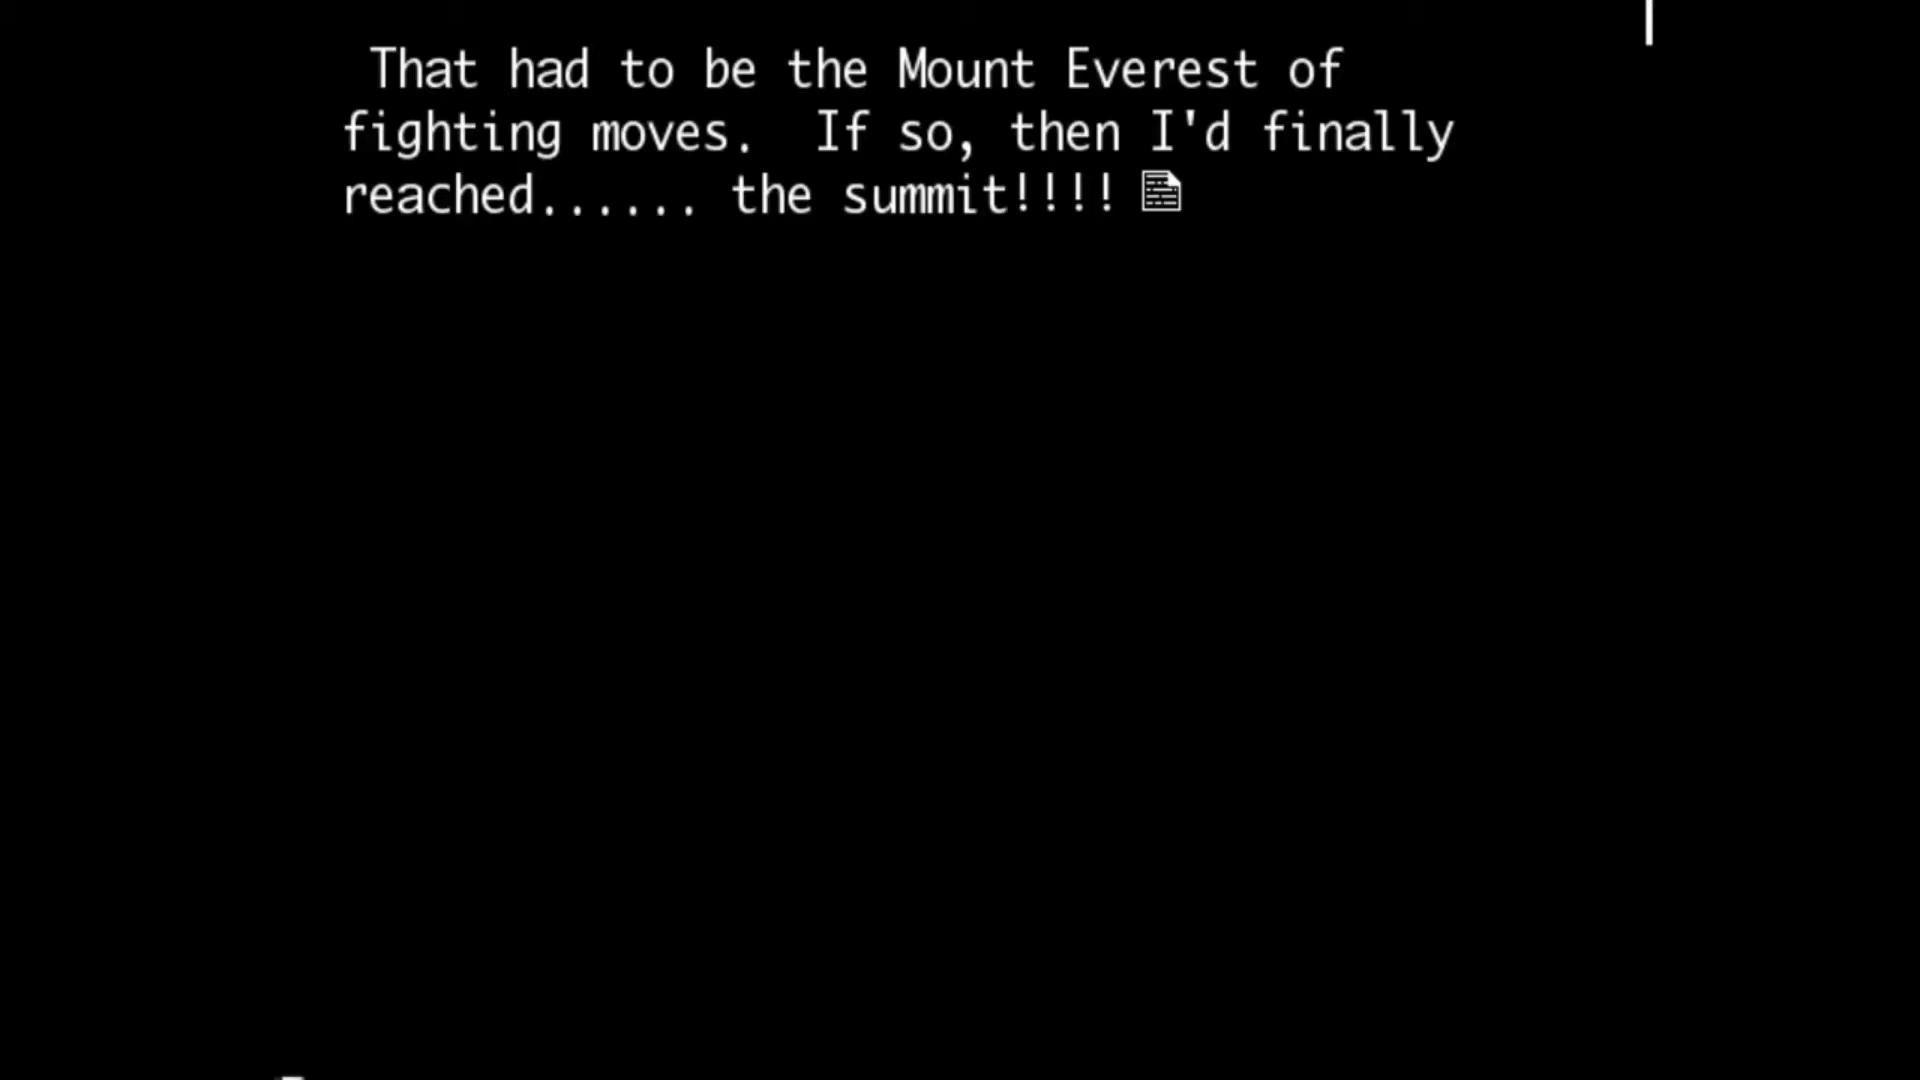 That had to be the Mount Everest of
fighting moves.  If so, then I'd finally
reached...... the summit!!!!